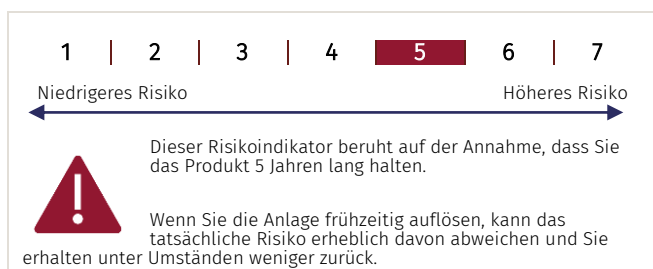 1 | 2 | 3 | 4 | 5 | 6 | 7
Niedrigeres Risiko Höheres Risiko
Dieser Risikoindikator beruht auf der Annahme, dass Sie
das Produkt 5 Jahren lang halten.
Wenn Sie die Anlage frühzeitig auflösen, kann das
tatsächliche Risiko erheblich davon abweichen und Sie
erhalten unter Umständen weniger zurück.